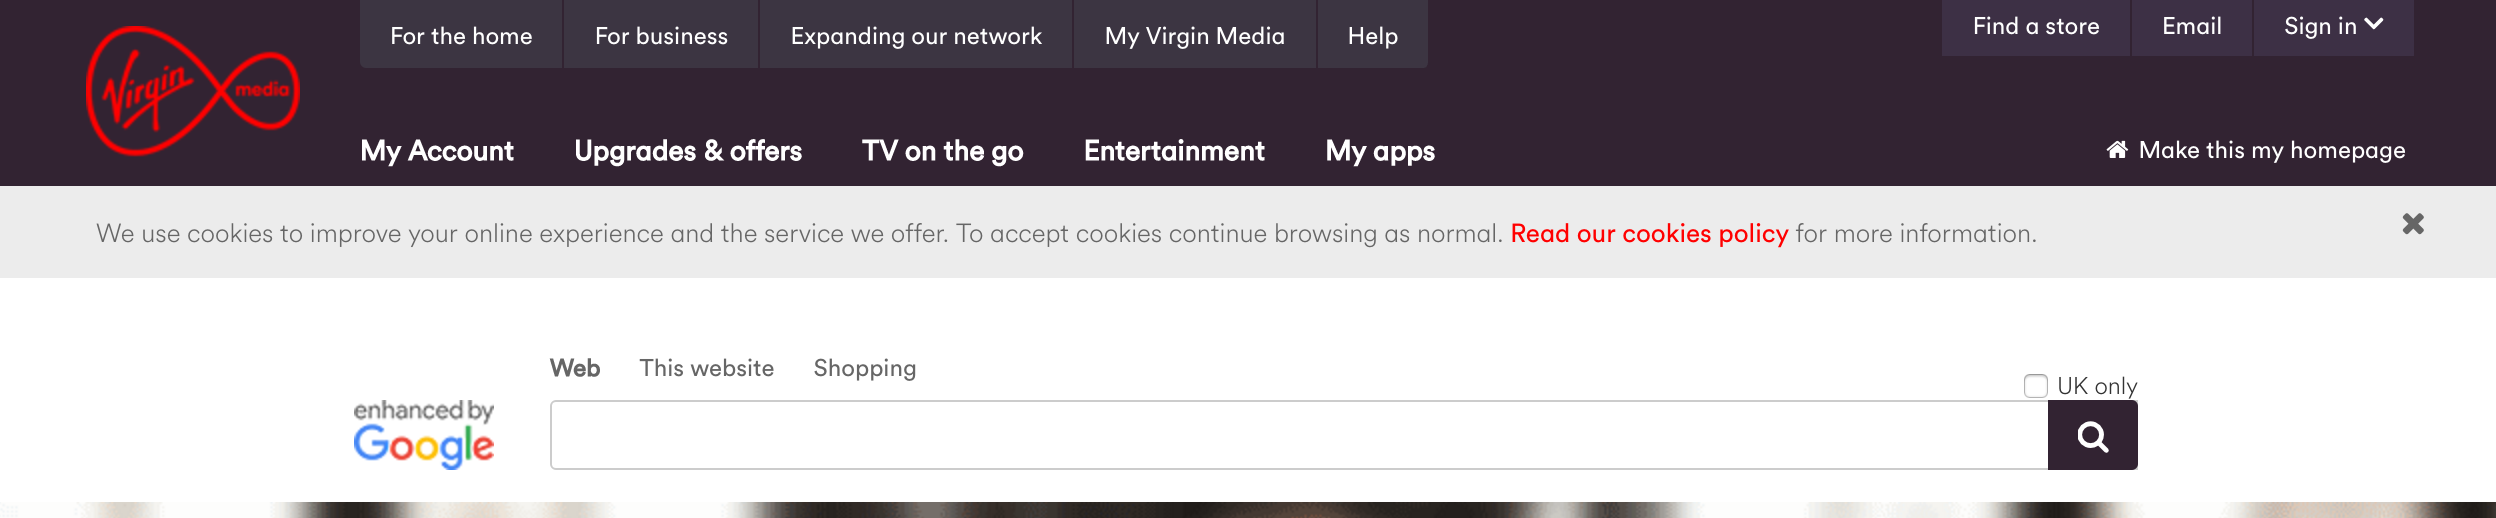 For the home For business Expanding our network My Virgin Media Help Find a store Email Sign in
Virgin media
My Account Upgrades & offers TV on the go Entertainment My apps Make this my homepage
We use cookies to improve your online experience and the service we offer. To accept cookies continue browsing as normal. Read our cookies policy for more information.
Web This website Shopping UK only
enhanced by
Google